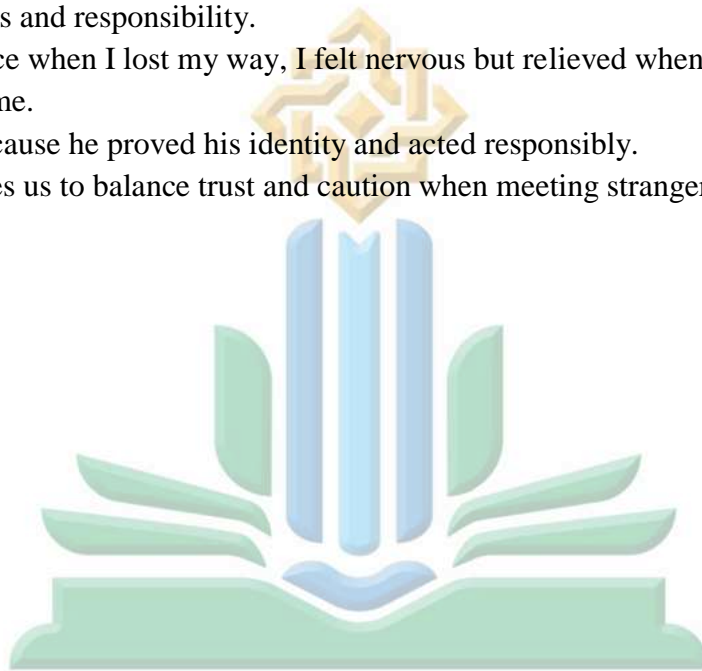 s and responsibility.
ce when I lost my way, I felt nervous but relieved when
me.
cause he proved his identity and acted responsibly.
es us to balance trust and caution when meeting stranger